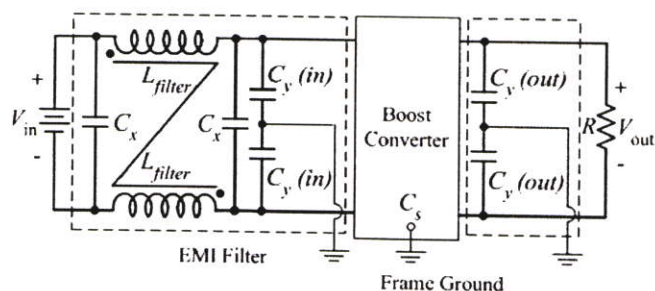 +
V_in
-
C_x
L_filter
L_filter
C_x
C_y (in)
C_y (in)
EMI Filter
Boost
Converter
C_s
Frame Ground
C_y (out)
C_y (out)
R
+
V_out
-